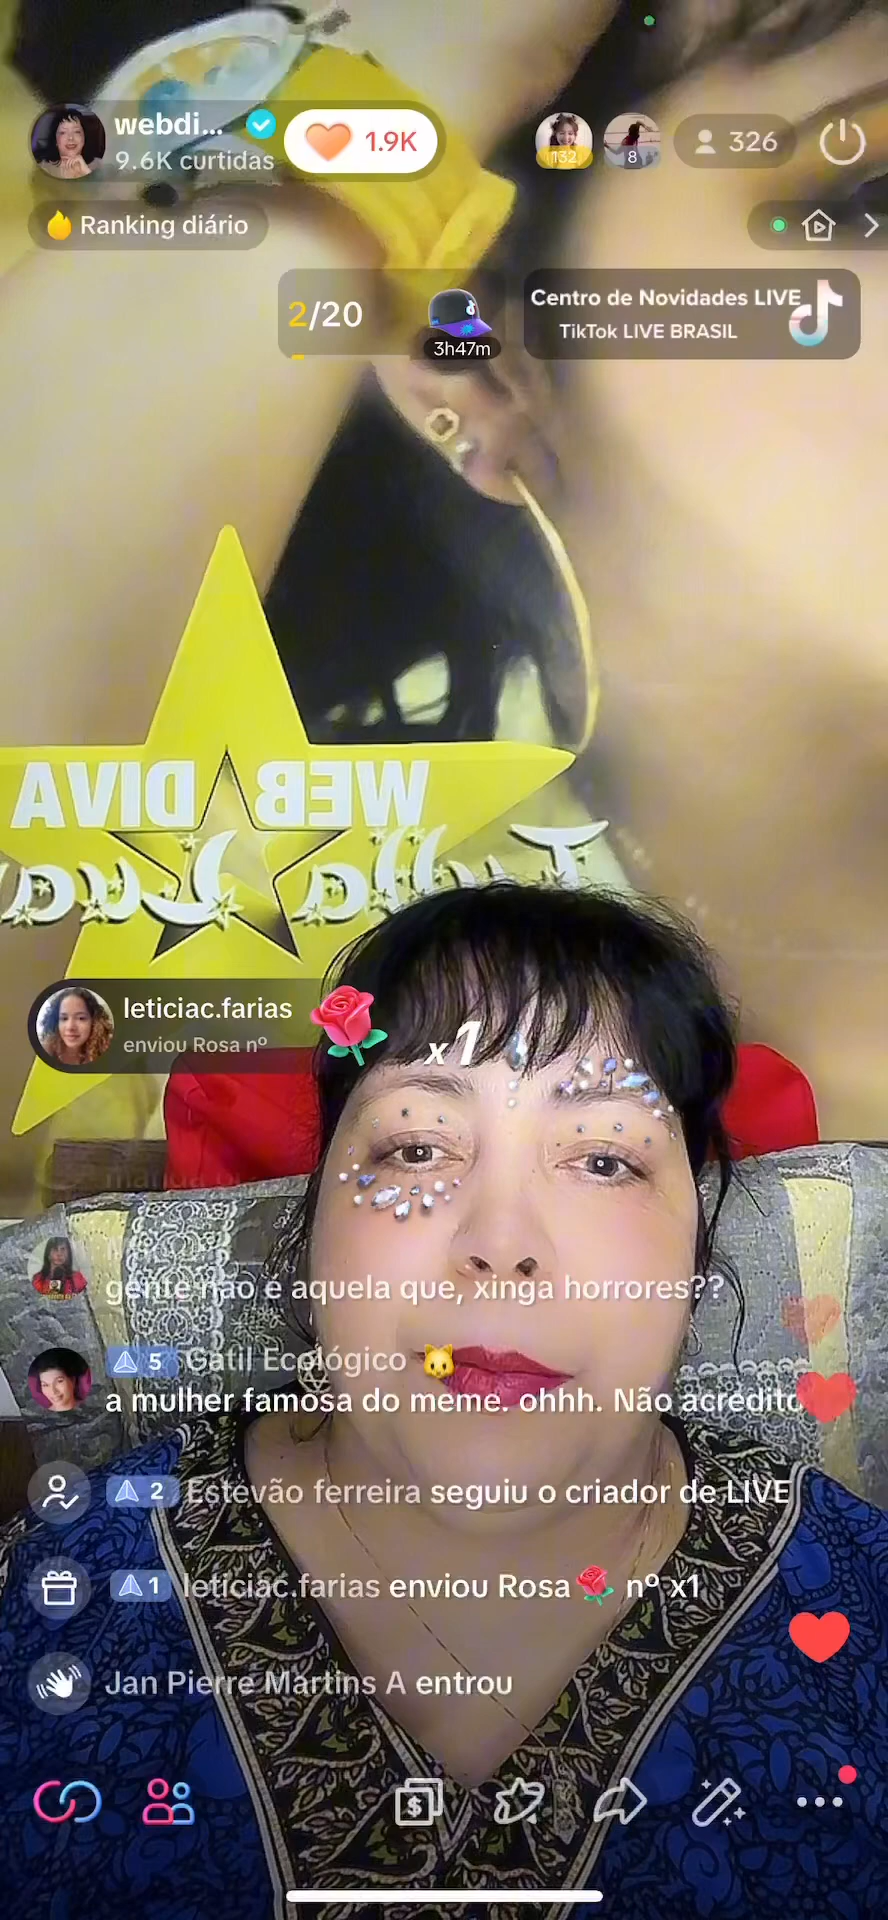 webdi...
1.9K
9.6K curtidas
132
8
326
Ranking diário
2/20
3h47m
Centro de Novidades LIVE
TikTok LIVE BRASIL
WEB DIVA
Tulla Luana
leticiac.farias
enviou Rosa nº
x1
gente não é aquela que, xinga horrores??
5 Gatil Ecológico 🐱
a mulher famosa do meme. ohhh. Não acredito
2 Estevão ferreira seguiu o criador de LIVE
1 leticiac.farias enviou Rosa🌹 nº x1
Jan Pierre Martins A entrou